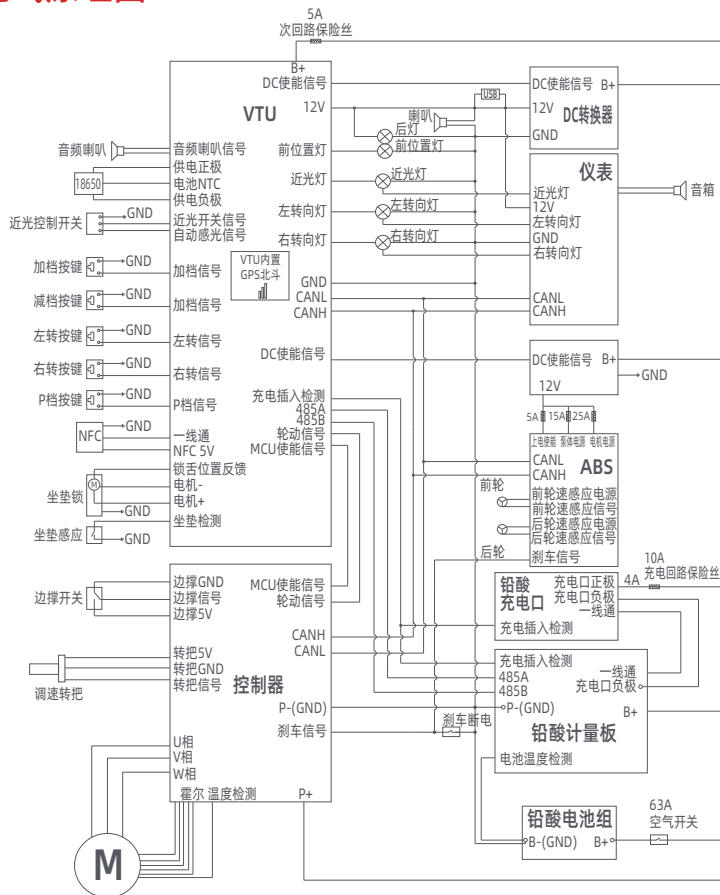 5A
次回路保险丝
B+
DC使能信号
VTU
12V
音频喇叭
音频喇叭信号
供电正极
18650
电池NTC
供电负极
近光控制开关
GND
近光开关信号
自动感光信号
加档按键
GND
加档信号
减档按键
GND
加档信号
左转按键
GND
左转信号
右转按键
GND
右转信号
P档按键
GND
P档信号
NFC
GND
一线通
NFC 5V
锁舌位置反馈
M
电机-
坐垫锁
电机+
GND
坐垫感应
坐垫检测
GND
前位置灯
近光灯
左转向灯
右转向灯
VTU内置
GPS北斗
GND
CANL
CANH
DC使能信号
充电插入检测
485A
485B
轮动信号
MCU使能信号
喇叭
后灯
前位置灯
近光灯
左转向灯
右转向灯
USB
DC使能信号
B+
12V
DC转换器
GND
仪表
音箱
近光灯
12V
左转向灯
GND
右转向灯
CANL
CANH
DC使能信号
B+
GND
12V
5A
15A
25A
上电使能
泵体电源
电机电源
CANL
CANH
ABS
前轮
前轮速感应电源
前轮速感应信号
后轮速感应电源
后轮速感应信号
后轮
刹车信号
10A
充电回路保险丝
4A
铅酸
充电口
充电口正极
充电口负极
一线通
充电插入检测
边撑开关
边撑GND
边撑信号
边撑5V
MCU使能信号
轮动信号
CANH
CANL
调速转把
转把5V
转把GND
转把信号
控制器
P-(GND)
刹车信号
刹车断电
U相
V相
W相
霍尔
温度检测
P+
M
充电插入检测
485A
485B
一线通
充电口负极
P-(GND)
B+
铅酸计量板
电池温度检测
铅酸电池组
B-(GND)
B+
63A
空气开关